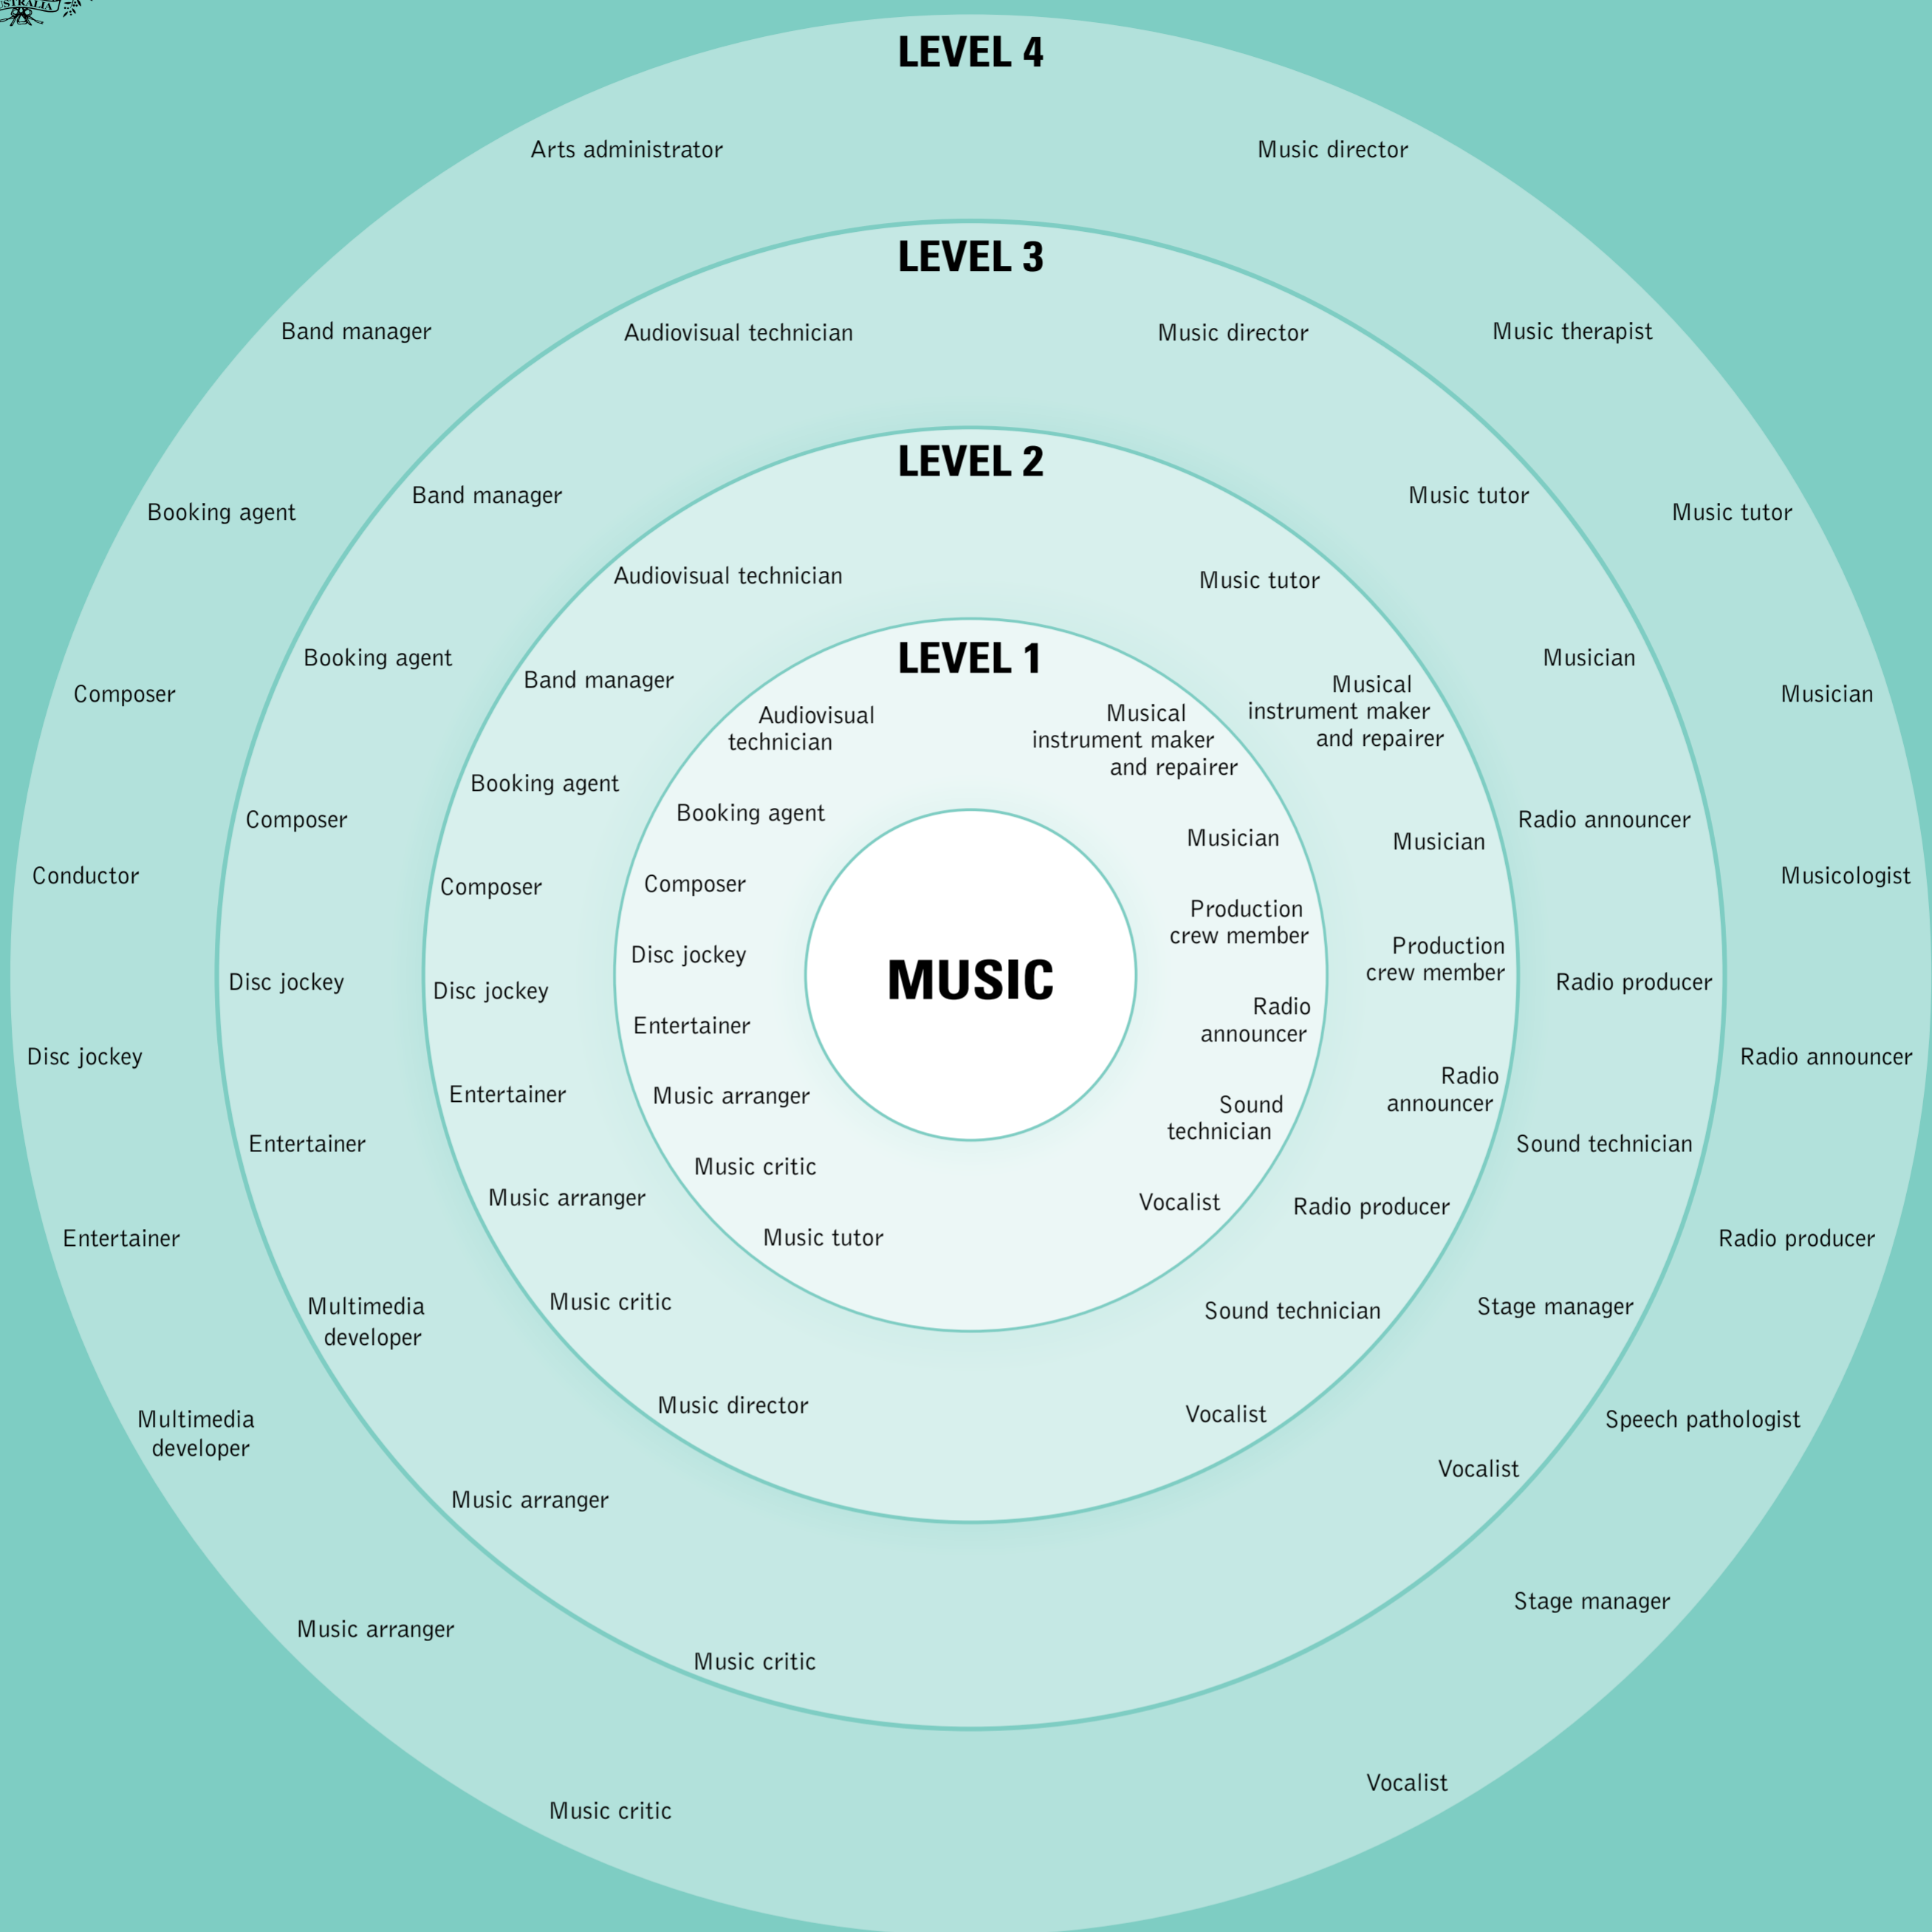 AUSTRALIA
LEVEL 4
Arts administrator
Band manager
Booking agent
Composer
Conductor
Disc jockey
Entertainer
Multimedia
developer
Music arranger
Music critic
Music director
Music therapist
Music tutor
Musician
Musicologist
Radio announcer
Radio producer
Speech pathologist
Stage manager
Vocalist
LEVEL 3
Audiovisual technician
Band manager
Booking agent
Composer
Disc jockey
Entertainer
Multimedia
developer
Music arranger
Music critic
Music director
Music tutor
Musician
Radio announcer
Radio producer
Sound technician
Stage manager
Vocalist
LEVEL 2
Audiovisual technician
Band manager
Booking agent
Composer
Disc jockey
Entertainer
Music arranger
Music critic
Music director
Music tutor
Musical
instrument maker
and repairer
Musician
Production
crew member
Radio
announcer
Radio producer
Sound technician
Vocalist
LEVEL 1
Audiovisual
technician
Booking agent
Composer
Disc jockey
Entertainer
Music arranger
Music critic
Music tutor
Musical
instrument maker
and repairer
Musician
Production
crew member
Radio
announcer
Sound
technician
Vocalist
MUSIC